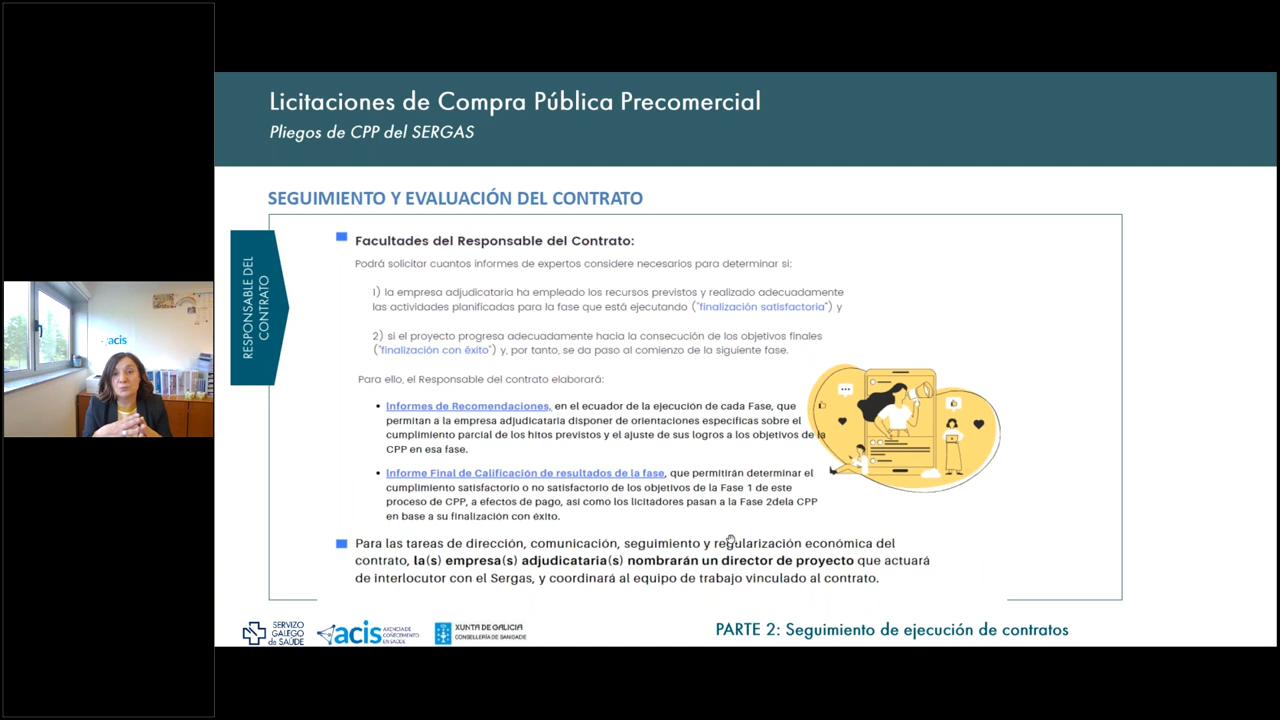 Licitaciones de Compra Pública Precomercial
Pliegos de CPP del SERGAS
SEGUIMIENTO Y EVALUACIÓN DEL CONTRATO
RESPONSABLE DEL
CONTRATO
Facultades del Responsable del Contrato:
Podrá solicitar cuantos informes de expertos considere necesarios para determinar si:
1) la empresa adjudicataria ha empleado los recursos previstos y realizado adecuadamente
las actividades planificadas para la fase que está ejecutando ("finalización satisfactoria") y
2) si el proyecto progresa adecuadamente hacia la consecución de los objetivos finales
("finalización con éxito") y, por tanto, se da paso al comienzo de la siguiente fase.
Para ello, el Responsable del contrato elaborará:
• Informes de Recomendaciones, en el ecuador de la ejecución de cada Fase, que
permitan a la empresa adjudicataria disponer de orientaciones específicas sobre el
cumplimiento parcial de los hitos previstos y el ajuste de sus logros a los objetivos de la
CPP en esa fase.
• Informe Final de Calificación de resultados de la fase, que permitirán determinar el
cumplimiento satisfactorio o no satisfactorio de los objetivos de la Fase 1 de este
proceso de CPP, a efectos de pago, asi como los licitadores pasan a la Fase 2dela CPP
en base a su finalización con éxito.
Para las tareas de dirección, comunicación, seguimiento y regularización económica del
contrato, la(s) empresa(s) adjudicataria(s) nombrarán un director de proyecto que actuará
de interlocutor con el Sergas, y coordinará al equipo de trabajo vinculado al contrato.
acis
SERVIZO
GALEGO
de SAÚDE
acis
AXENCIA DE
COÑECEMENTO
EN SAÚDE
XUNTA DE GALICIA
CONSELLERÍA DE SANIDADE
PARTE 2: Seguimiento de ejecución de contratos